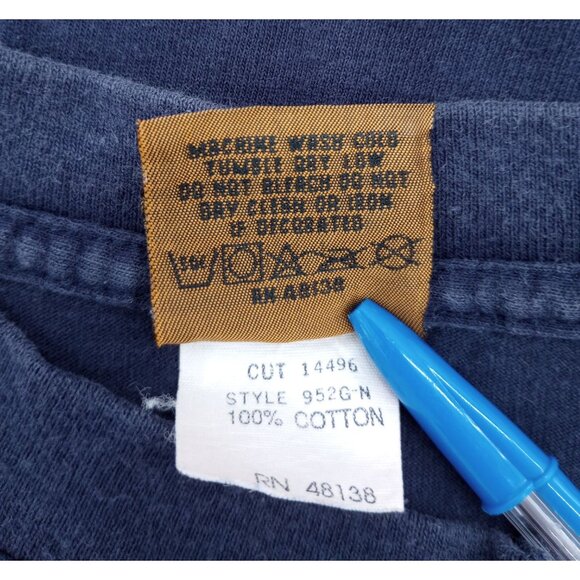 MACHINE WASH COLD
TUMBLE DRY LOW
DO NOT BLEACH DO NOT
DRY CLEAN OR IRON
IF DECORATED
RN 48138
CUT 14496
STYLE 952G-N
100% COTTON
RN 48138